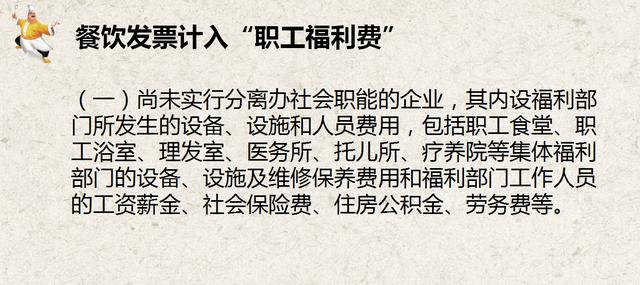 餐饮发票计入“职工福利费”
（一）尚未实行分离办社会职能的企业，其内设福利部
门所发生的设备、设施和人员费用，包括职工食堂、职
工浴室、理发室、医务所、托儿所、疗养院等集体福利
部门的设备、设施及维修保养费用和福利部门工作人员
的工资薪金、社会保险费、住房公积金、劳务费等。